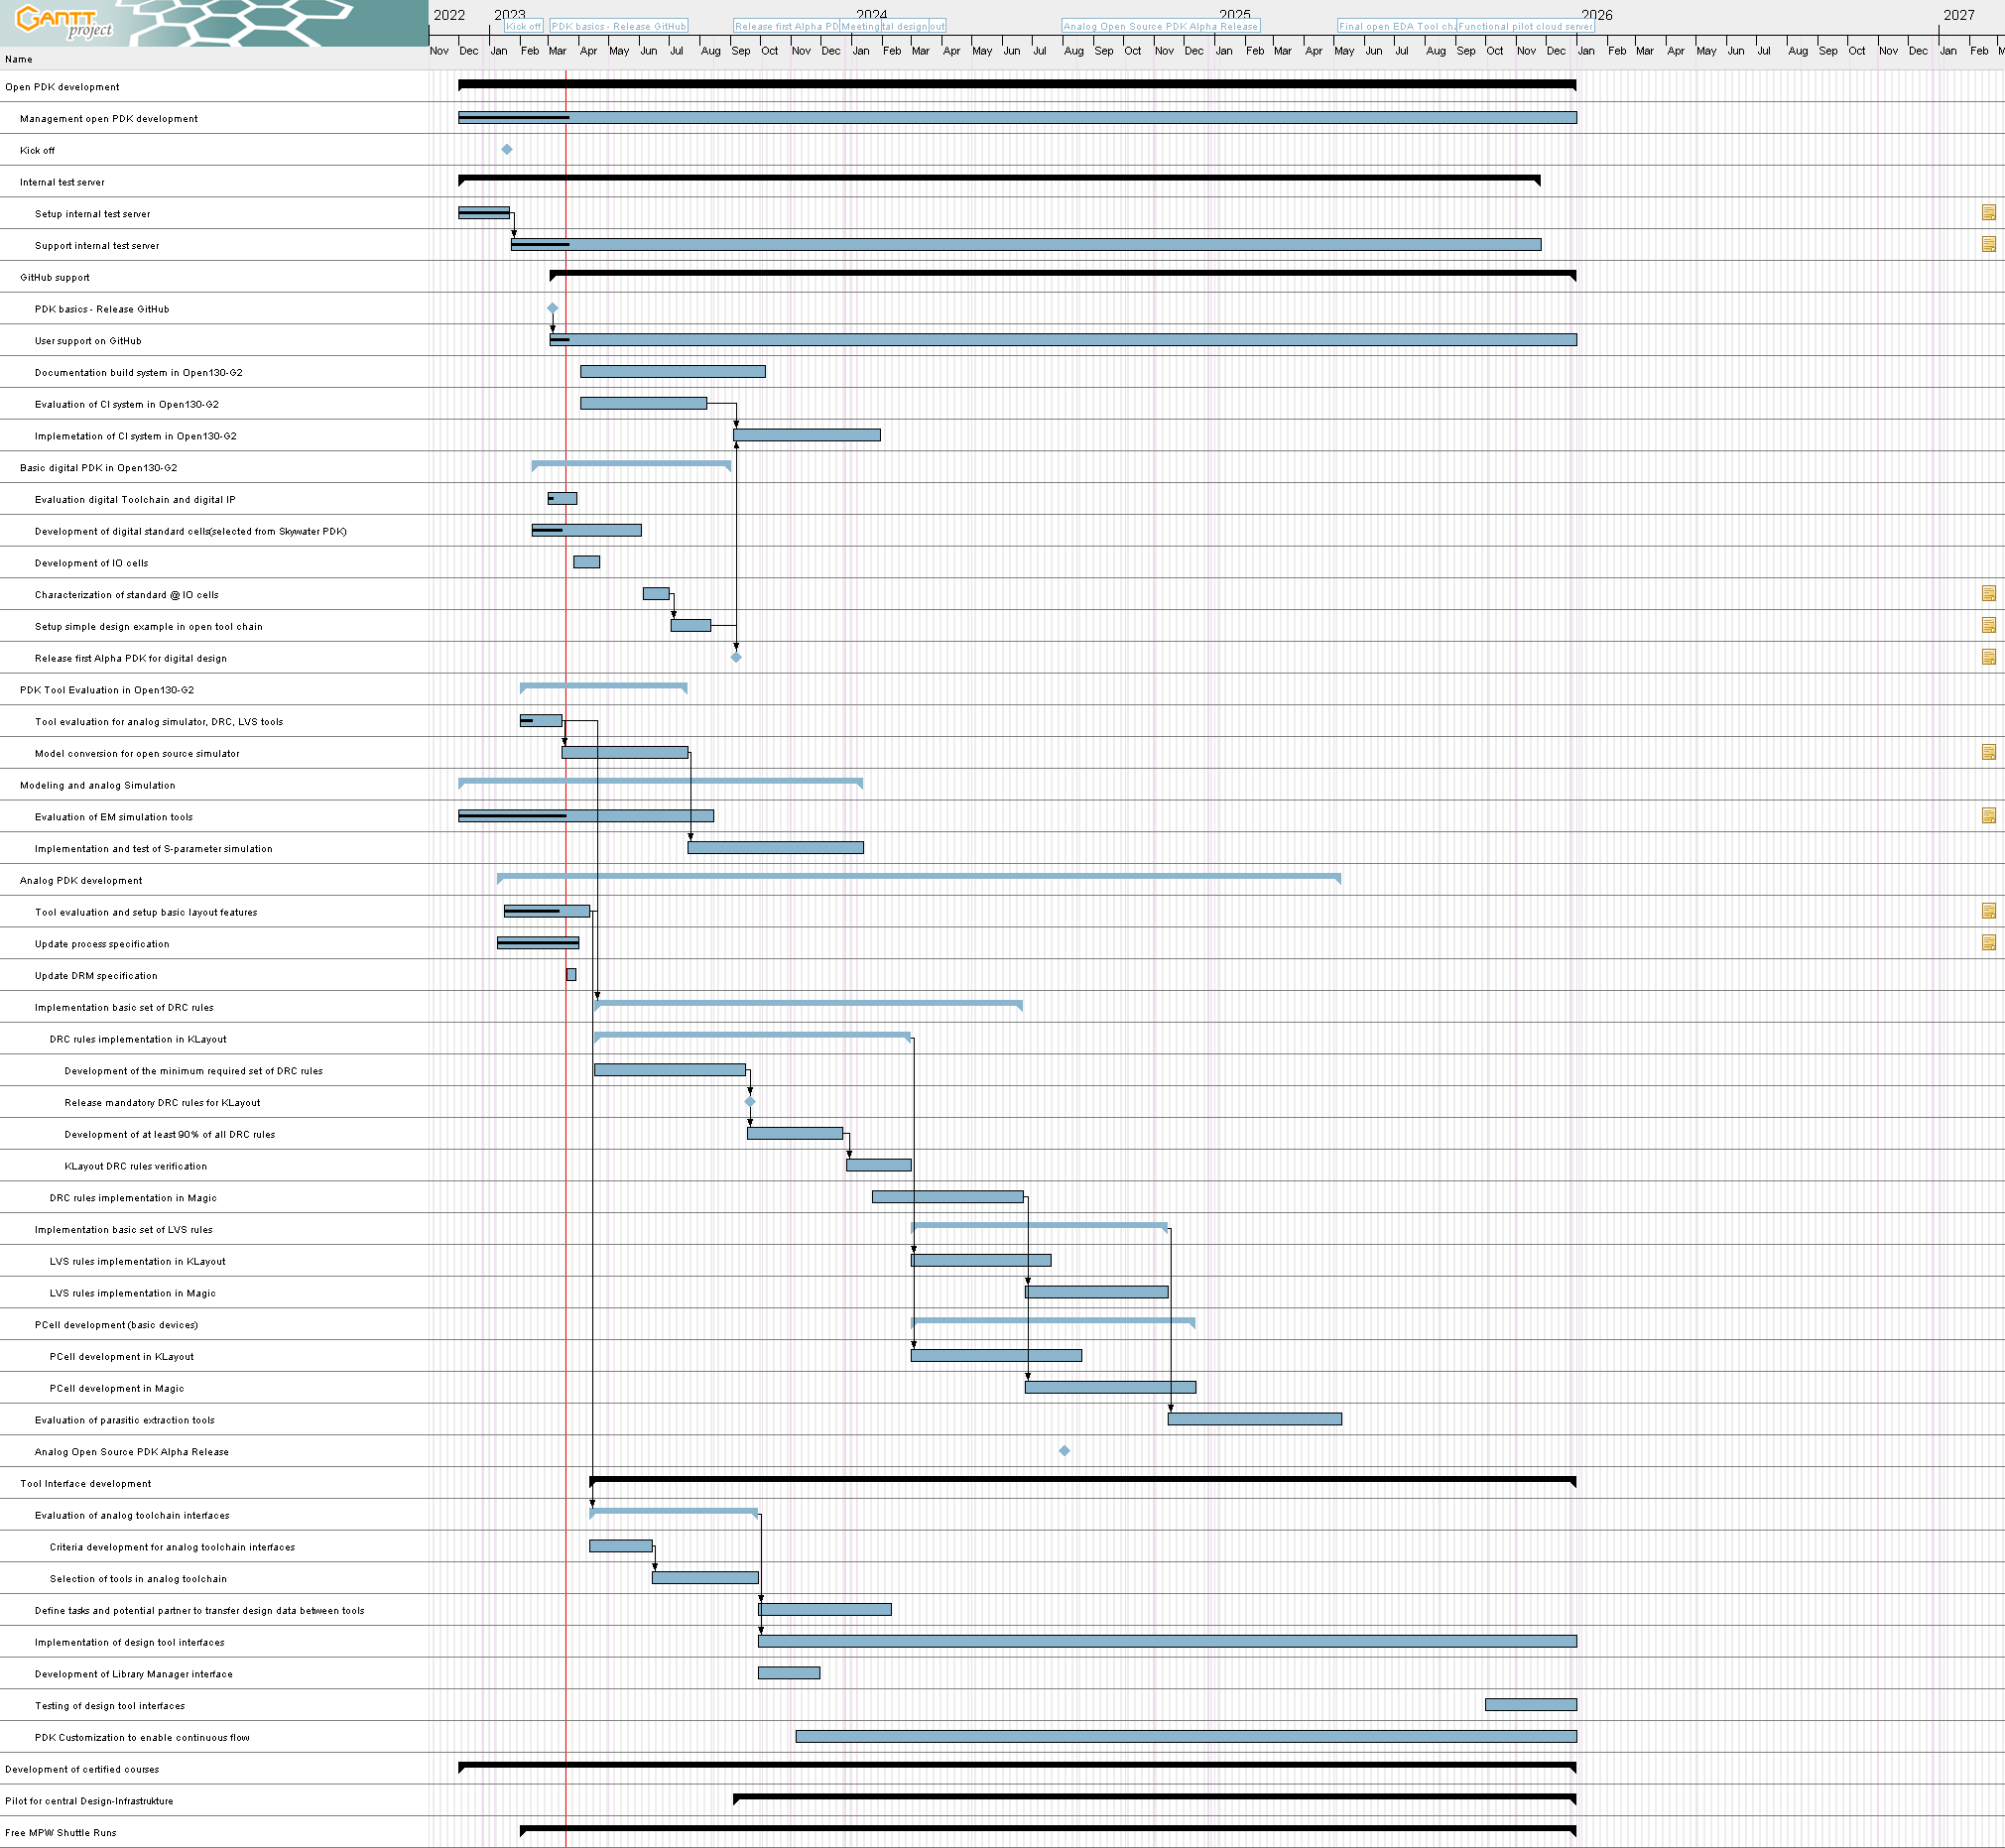 GANTT
project
2022 2023 2024 2025 2026 2027
Kick off PDK basics - Release GitHub Release first Alpha PD Meeting tal design out Analog Open Source PDK Alpha Release Final open EDA Tool cha Functional pilot cloud server
Nov Dec Jan Feb Mar Apr May Jun Jul Aug Sep Oct Nov Dec Jan Feb Mar Apr May Jun Jul Aug Sep Oct Nov Dec Jan Feb Mar Apr May Jun Jul Aug Sep Oct Nov Dec Jan Feb Mar Apr May Jun Jul Aug Sep Oct Nov Dec Jan Feb M
Name
Open PDK development
Management open PDK development
Kick off
Internal test server
Setup internal test server
Support internal test server
GitHub support
PDK basics - Release GitHub
User support on GitHub
Documentation build system in Open130-G2
Evaluation of CI system in Open130-G2
Implemetation of CI system in Open130-G2
Basic digital PDK in Open130-G2
Evaluation digital Toolchain and digital IP
Development of digital standard cells(selected from Skywater PDK)
Development of IO cells
Characterization of standard @ IO cells
Setup simple design example in open tool chain
Release first Alpha PDK for digital design
PDK Tool Evaluation in Open130-G2
Tool evaluation for analog simulator, DRC, LVS tools
Model conversion for open source simulator
Modeling and analog Simulation
Evaluation of EM simulation tools
Implementation and test of S-parameter simulation
Analog PDK development
Tool evaluation and setup basic layout features
Update process specification
Update DRM specification
Implementation basic set of DRC rules
DRC rules implementation in KLayout
Development of the minimum required set of DRC rules
Release mandatory DRC rules for KLayout
Development of at least 90% of all DRC rules
KLayout DRC rules verification
DRC rules implementation in Magic
Implementation basic set of LVS rules
LVS rules implementation in KLayout
LVS rules implementation in Magic
PCell development (basic devices)
PCell development in KLayout
PCell development in Magic
Evaluation of parasitic extraction tools
Analog Open Source PDK Alpha Release
Tool Interface development
Evaluation of analog toolchain interfaces
Criteria development for analog toolchain interfaces
Selection of tools in analog toolchain
Define tasks and potential partner to transfer design data between tools
Implementation of design tool interfaces
Development of Library Manager interface
Testing of design tool interfaces
PDK Customization to enable continuous flow
Development of certified courses
Pilot for central Design-Infrastrukture
Free MPW Shuttle Runs